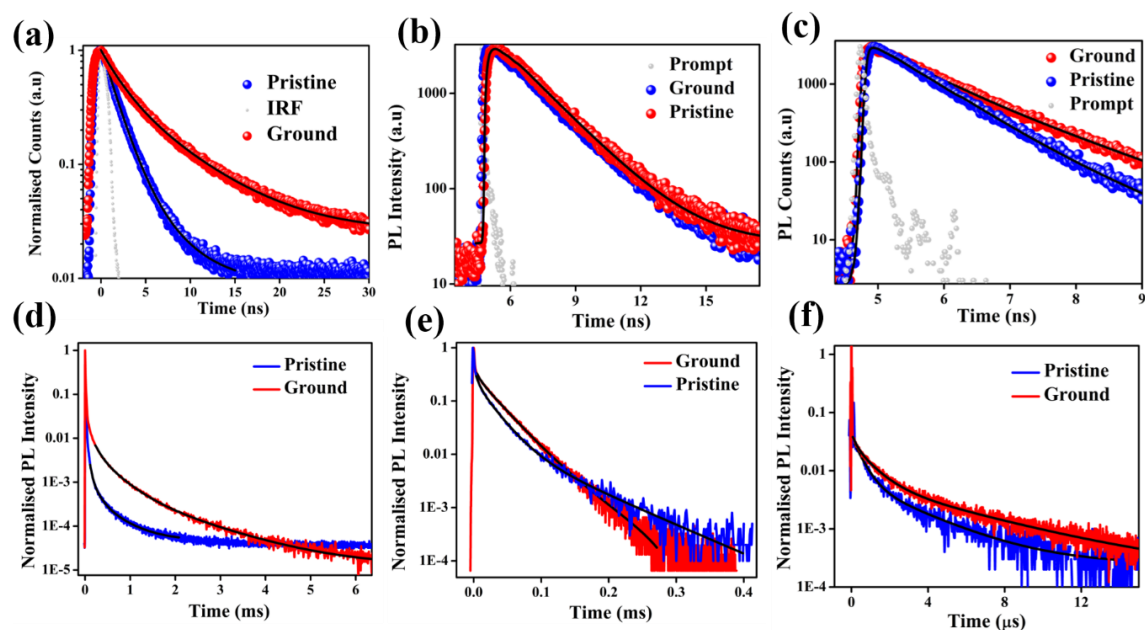 (a)
Normalised Counts (a.u)
1
0.1
0.01
Pristine
IRF
Ground
0
5
10
15
20
25
30
Time (ns)
(b)
PL Intensity (a.u)
1000
100
10
Prompt
Ground
Pristine
6
9
12
15
Time (ns)
(c)
PL Counts (a.u)
1000
100
10
Ground
Pristine
Prompt
5
6
7
8
9
Time (ns)
(d)
Normalised PL Intensity
1
0.1
0.01
1E-3
1E-4
1E-5
Pristine
Ground
0
1
2
3
4
5
6
Time (ms)
(e)
Normalised PL Intensity
1
0.1
0.01
1E-3
1E-4
Ground
Pristine
0.0
0.1
0.2
0.3
0.4
Time (ms)
(f)
Normalised PL Intensity
1
0.1
0.01
1E-3
1E-4
Pristine
Ground
0
4
8
12
Time (μs)